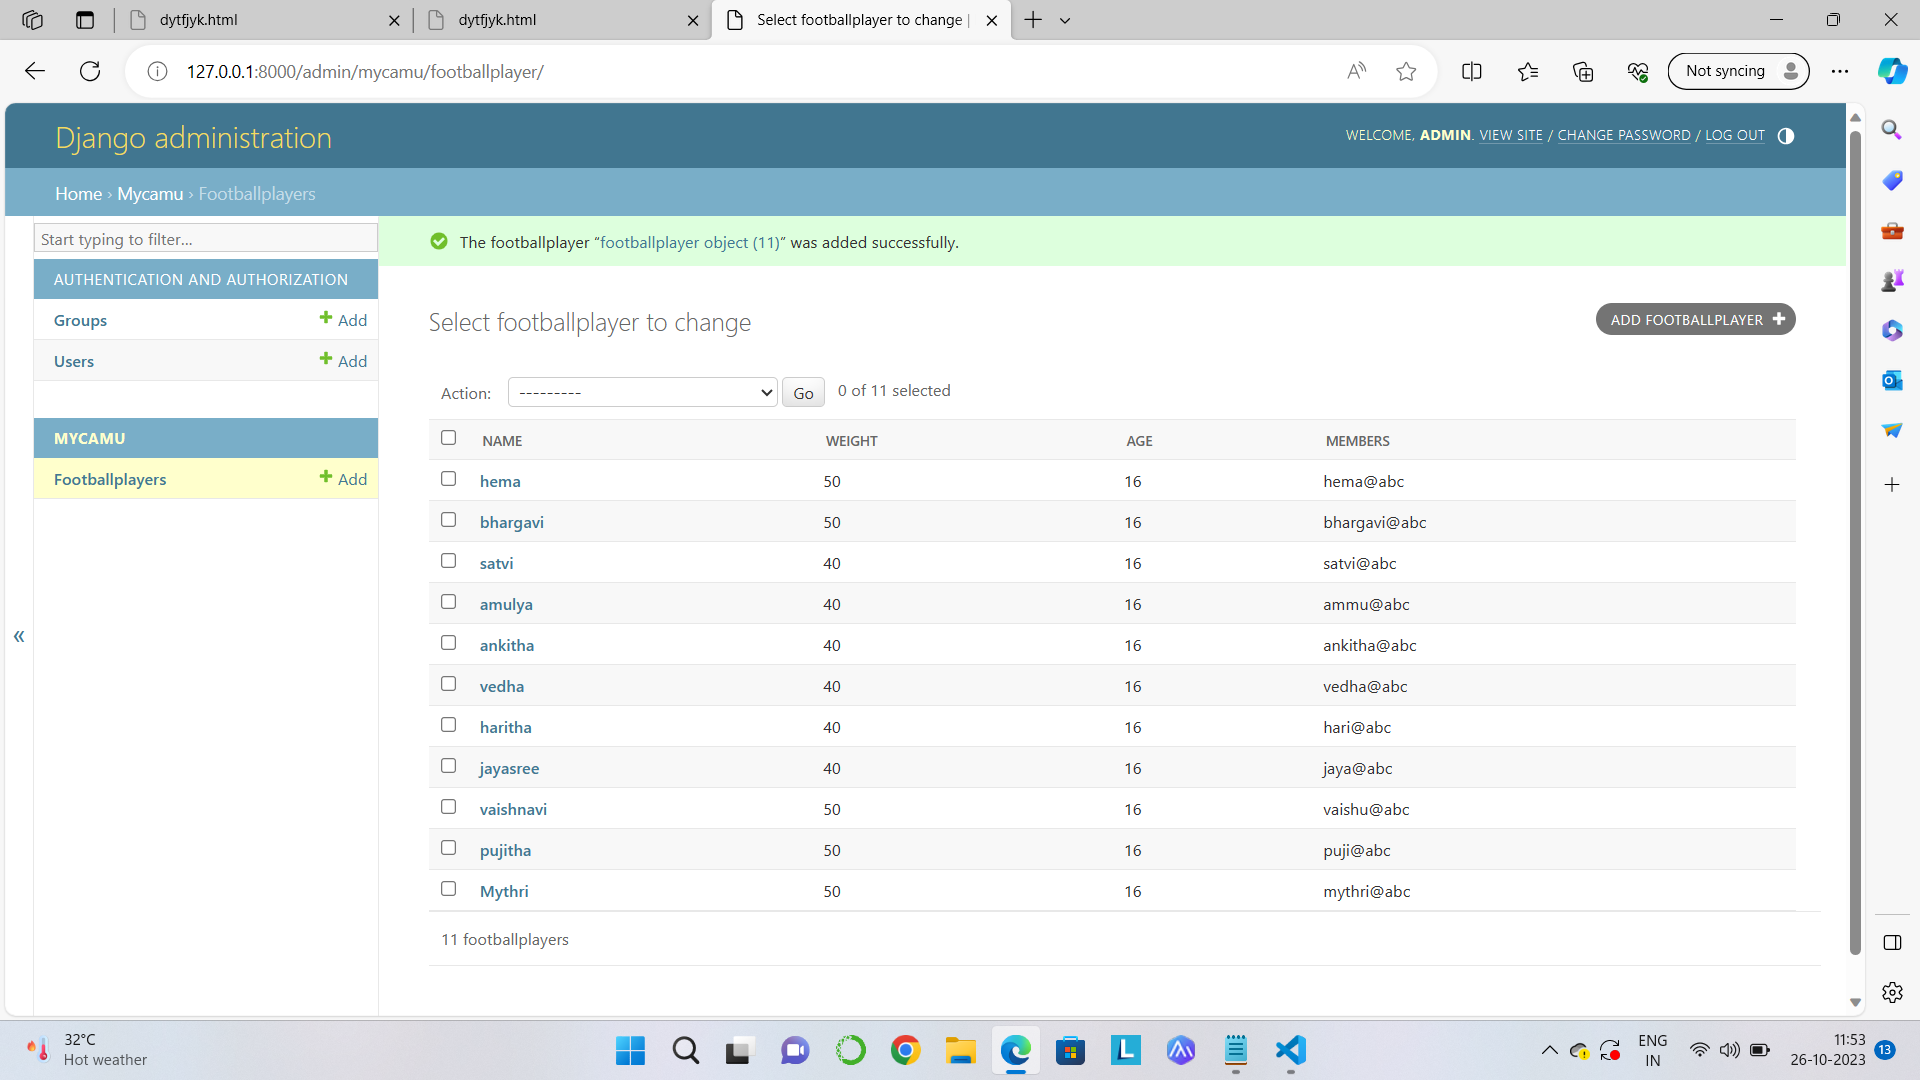 dytfjyk.html
dytfjyk.html
Select footballplayer to change |
127.0.0.1:8000/admin/mycamu/footballplayer/
Not syncing
Django administration
WELCOME, ADMIN. VIEW SITE / CHANGE PASSWORD / LOG OUT
Home › Mycamu › Footballplayers
Start typing to filter...
AUTHENTICATION AND AUTHORIZATION
Groups + Add
Users + Add
MYCAMU
Footballplayers + Add
«
The footballplayer “footballplayer object (11)” was added successfully.
Select footballplayer to change
ADD FOOTBALLPLAYER +
Action: --------- Go 0 of 11 selected
NAME WEIGHT AGE MEMBERS
hema 50 16 hema@abc
bhargavi 50 16 bhargavi@abc
satvi 40 16 satvi@abc
amulya 40 16 ammu@abc
ankitha 40 16 ankitha@abc
vedha 40 16 vedha@abc
haritha 40 16 hari@abc
jayasree 40 16 jaya@abc
vaishnavi 50 16 vaishu@abc
pujitha 50 16 puji@abc
Mythri 50 16 mythri@abc
11 footballplayers
32°C
Hot weather
ENG
IN
11:53
26-10-2023
13